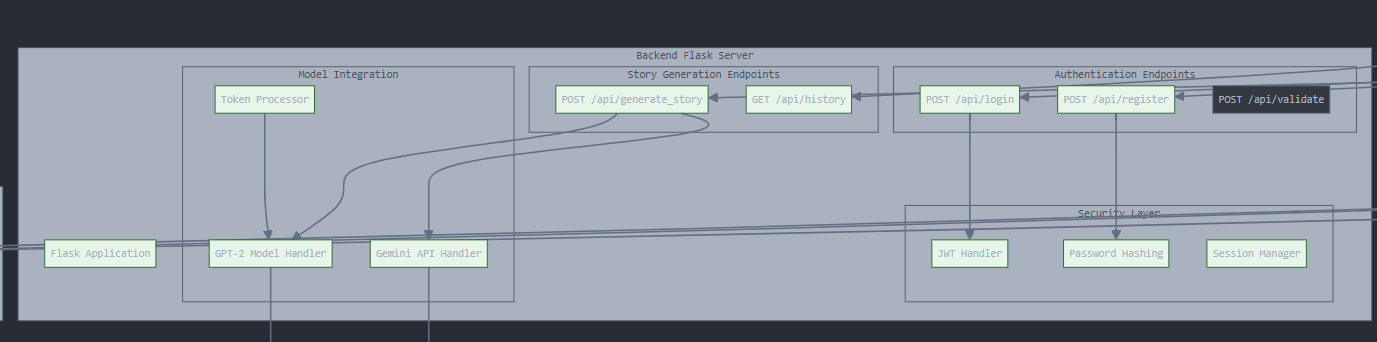 Backend Flask Server
Model Integration
Story Generation Endpoints
Authentication Endpoints
Token Processor
POST /api/generate_story
GET /api/history
POST /api/login
POST /api/register
POST /api/validate
Security Layer
Flask Application
GPT-2 Model Handler
Gemini API Handler
JWT Handler
Password Hashing
Session Manager